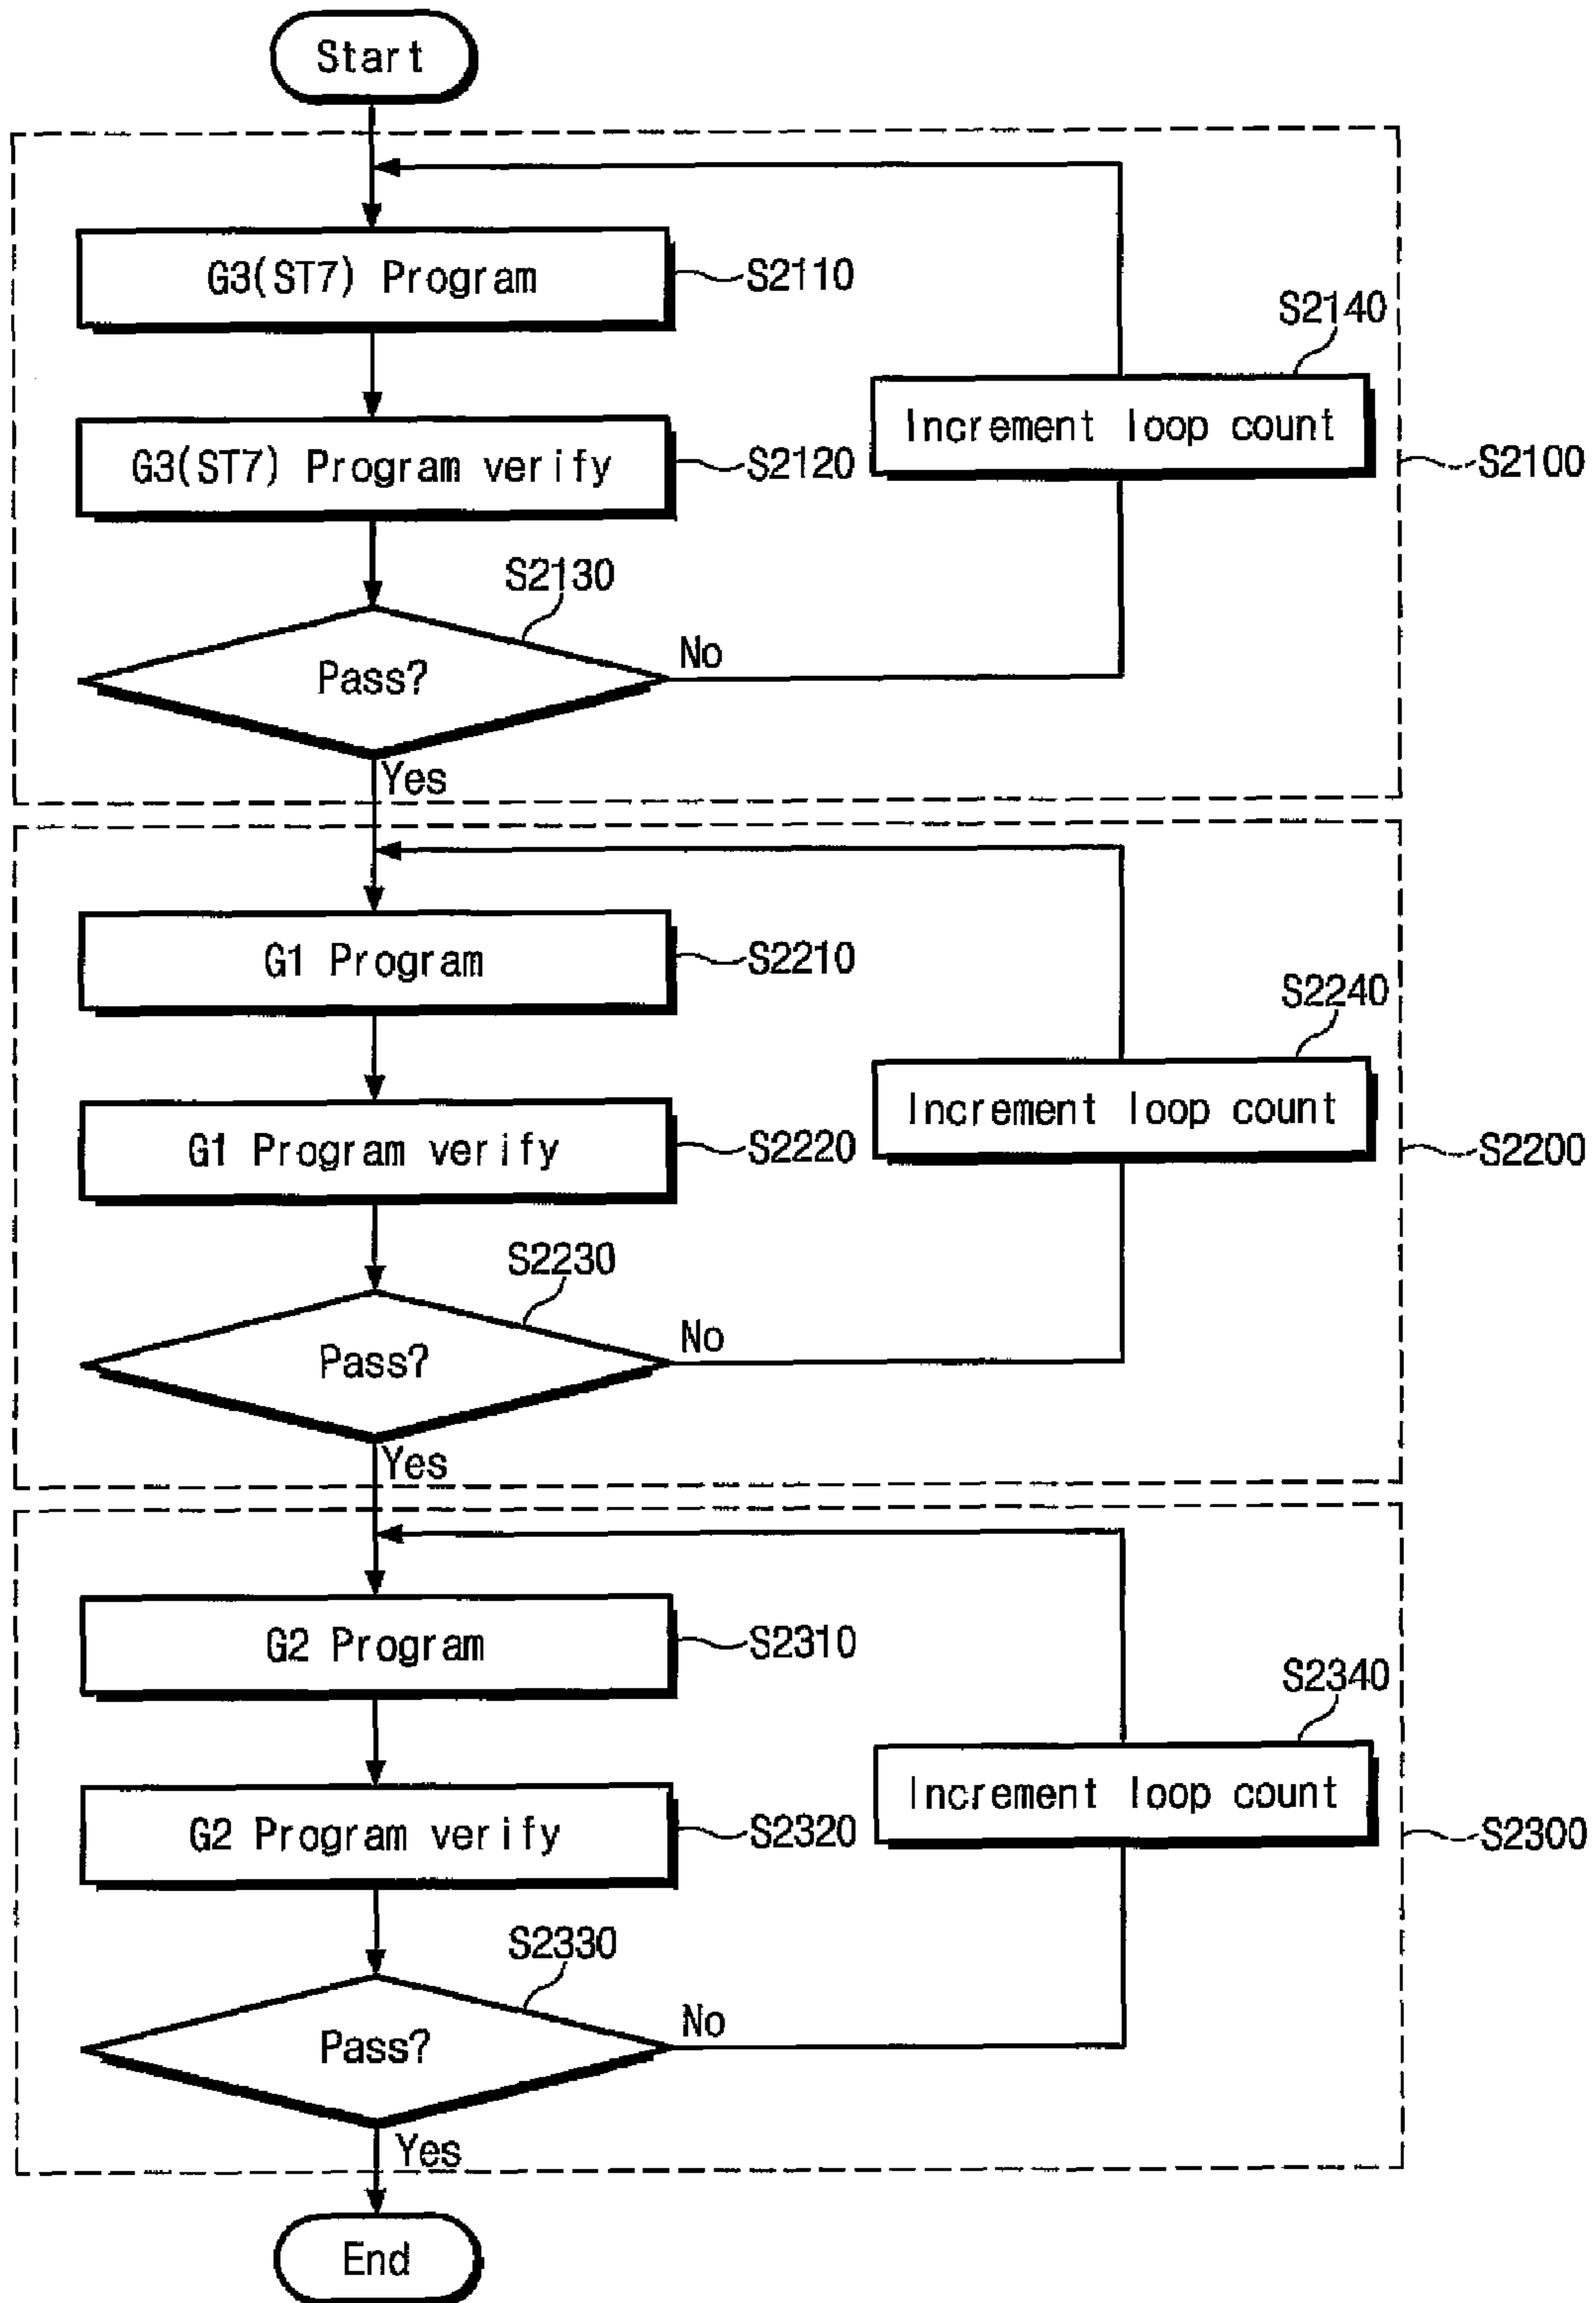 Start
G3(ST7) Program
S2110
S2140
Increment loop count
G3(ST7) Program verify
S2120
S2100
S2130
Pass?
No
Yes
G1 Program
S2210
S2240
Increment loop count
G1 Program verify
S2220
S2200
S2230
Pass?
No
Yes
G2 Program
S2310
S2340
Increment loop count
G2 Program verify
S2320
S2300
S2330
Pass?
No
Yes
End